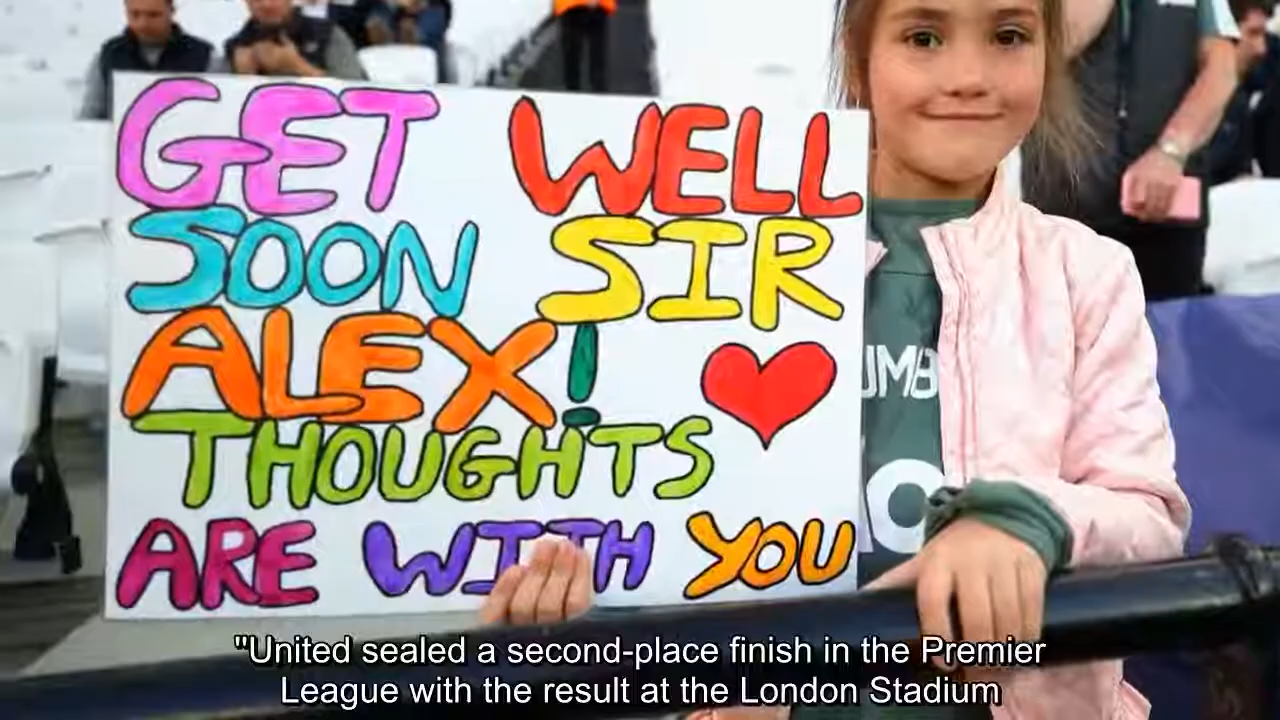 GET WELL
SOON SIR
ALEX!
THOUGHTS
ARE WITH YOU
"United sealed a second-place finish in the Premier
League with the result at the London Stadium